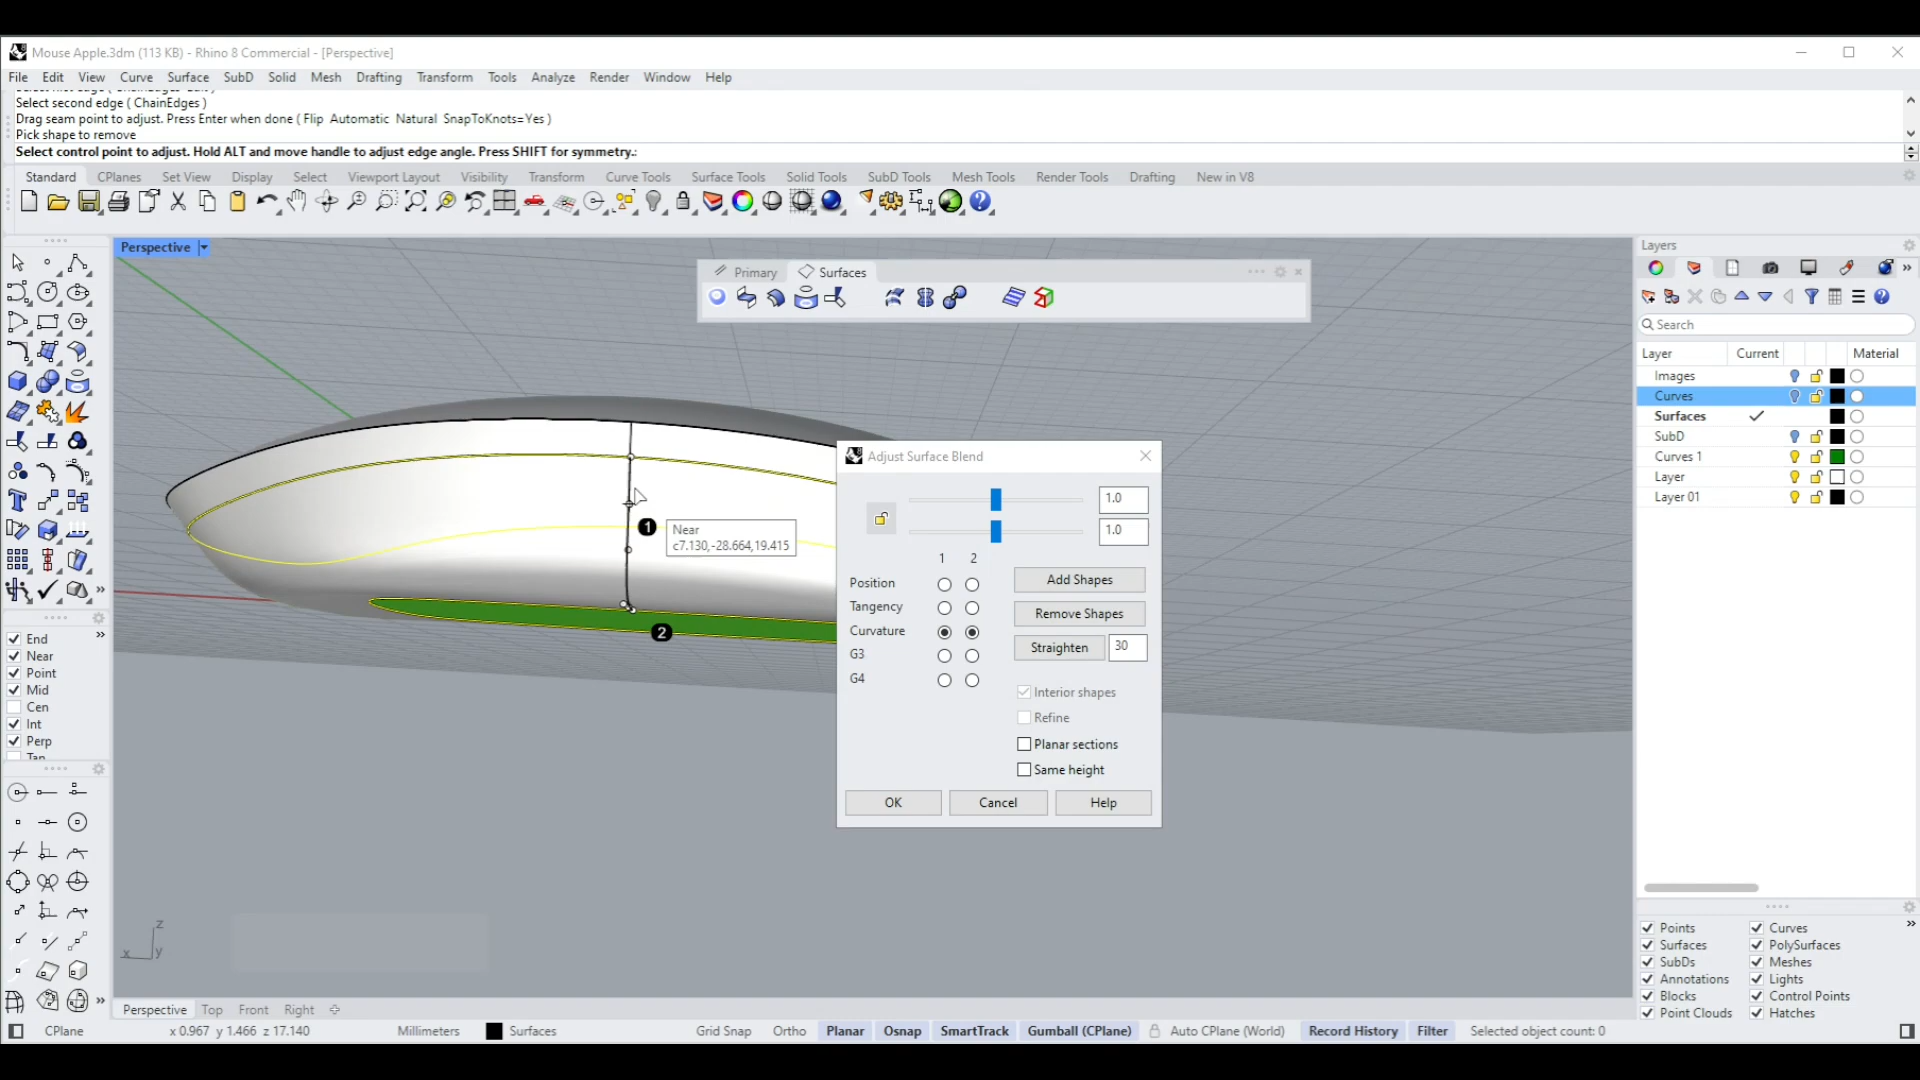 Mouse Apple.3dm (113 KB) - Rhino 8 Commercial - [Perspective]
File Edit View Curve Surface SubD Solid Mesh Drafting Transform Tools Analyze Render Window Help
Select second edge ( ChainEdges )
Drag seam point to adjust. Press Enter when done ( Flip Automatic Natural SnapToKnots=Yes )
Pick shape to remove
Select control point to adjust. Hold ALT and move handle to adjust edge angle. Press SHIFT for symmetry.:
Standard CPlanes Set View Display Select Viewport Layout Visibility Transform Curve Tools Surface Tools Solid Tools SubD Tools Mesh Tools Render Tools Drafting New in V8
Perspective
Primary Surfaces
Near
c7.130,-28.664,19.415
1
2
Adjust Surface Blend
1.0
1.0
1 2
Position
Tangency
Curvature
G3
G4
Add Shapes
Remove Shapes
Straighten 30
Interior shapes
Refine
Planar sections
Same height
OK Cancel Help
End
Near
Point
Mid
Cen
Int
Perp
Tan
z
x y
Layers
Search
Layer Current Material
Images
Curves
Surfaces
SubD
Curves 1
Layer
Layer 01
Points Curves
Surfaces PolySurfaces
SubDs Meshes
Annotations Lights
Blocks Control Points
Point Clouds Hatches
Perspective Top Front Right
CPlane x 0.967 y 1.466 z 17.140 Millimeters Surfaces Grid Snap Ortho Planar Osnap SmartTrack Gumball (CPlane) Auto CPlane (World) Record History Filter Selected object count: 0